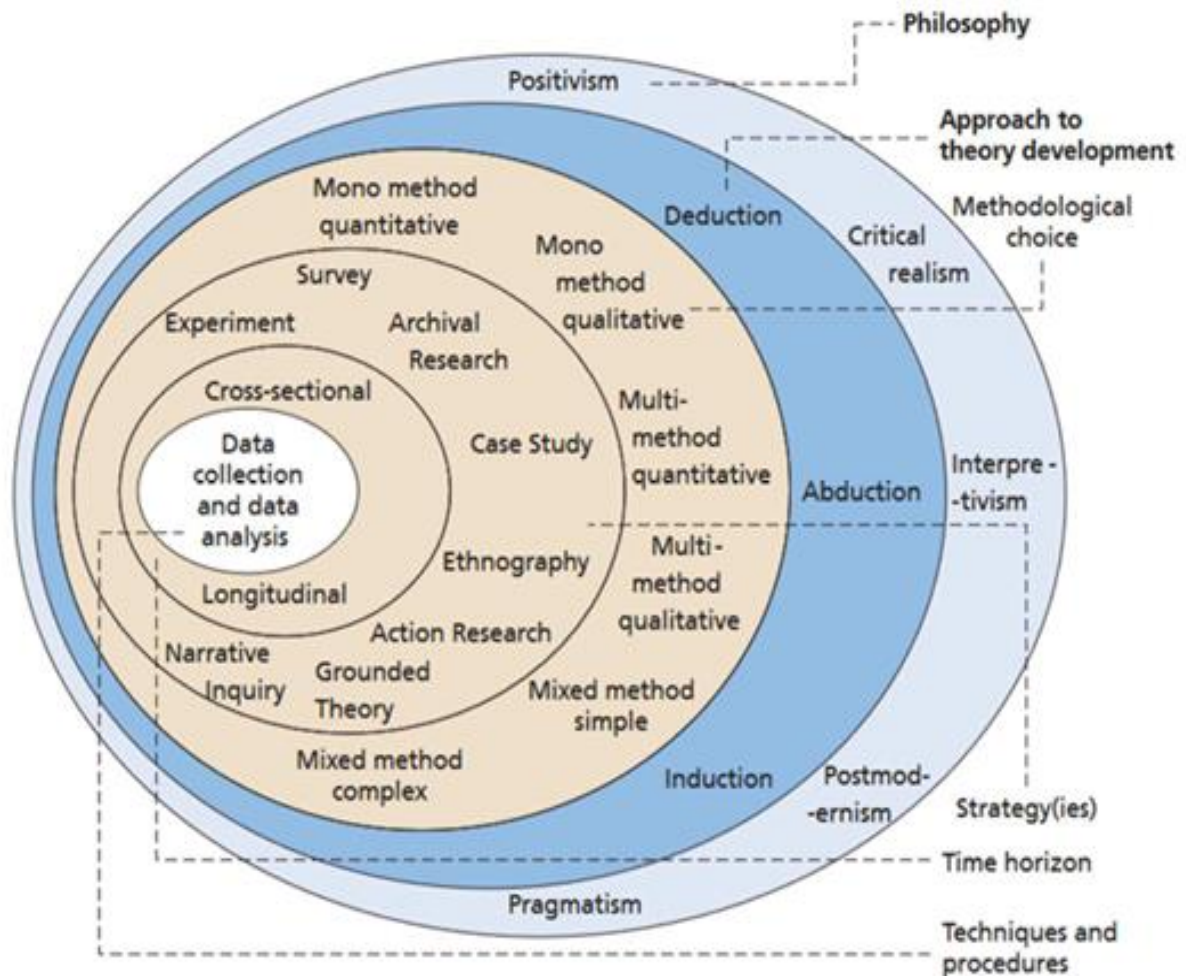 Philosophy
Positivism
Approach to
theory development
Mono method
quantitative
Deduction
Methodological
choice
Mono
method
qualitative
Critical
realism
Survey
Experiment
Archival
Research
Cross-sectional
Multi-
method
quantitative
Data
collection
and data
analysis
Case Study
Abduction
Interpre-
-tivism
Ethnography
Multi-
method
qualitative
Longitudinal
Action Research
Narrative
Inquiry
Grounded
Theory
Mixed method
simple
Mixed method
complex
Induction
Postmod-
-ernism
Strategy(ies)
Time horizon
Pragmatism
Techniques and
procedures